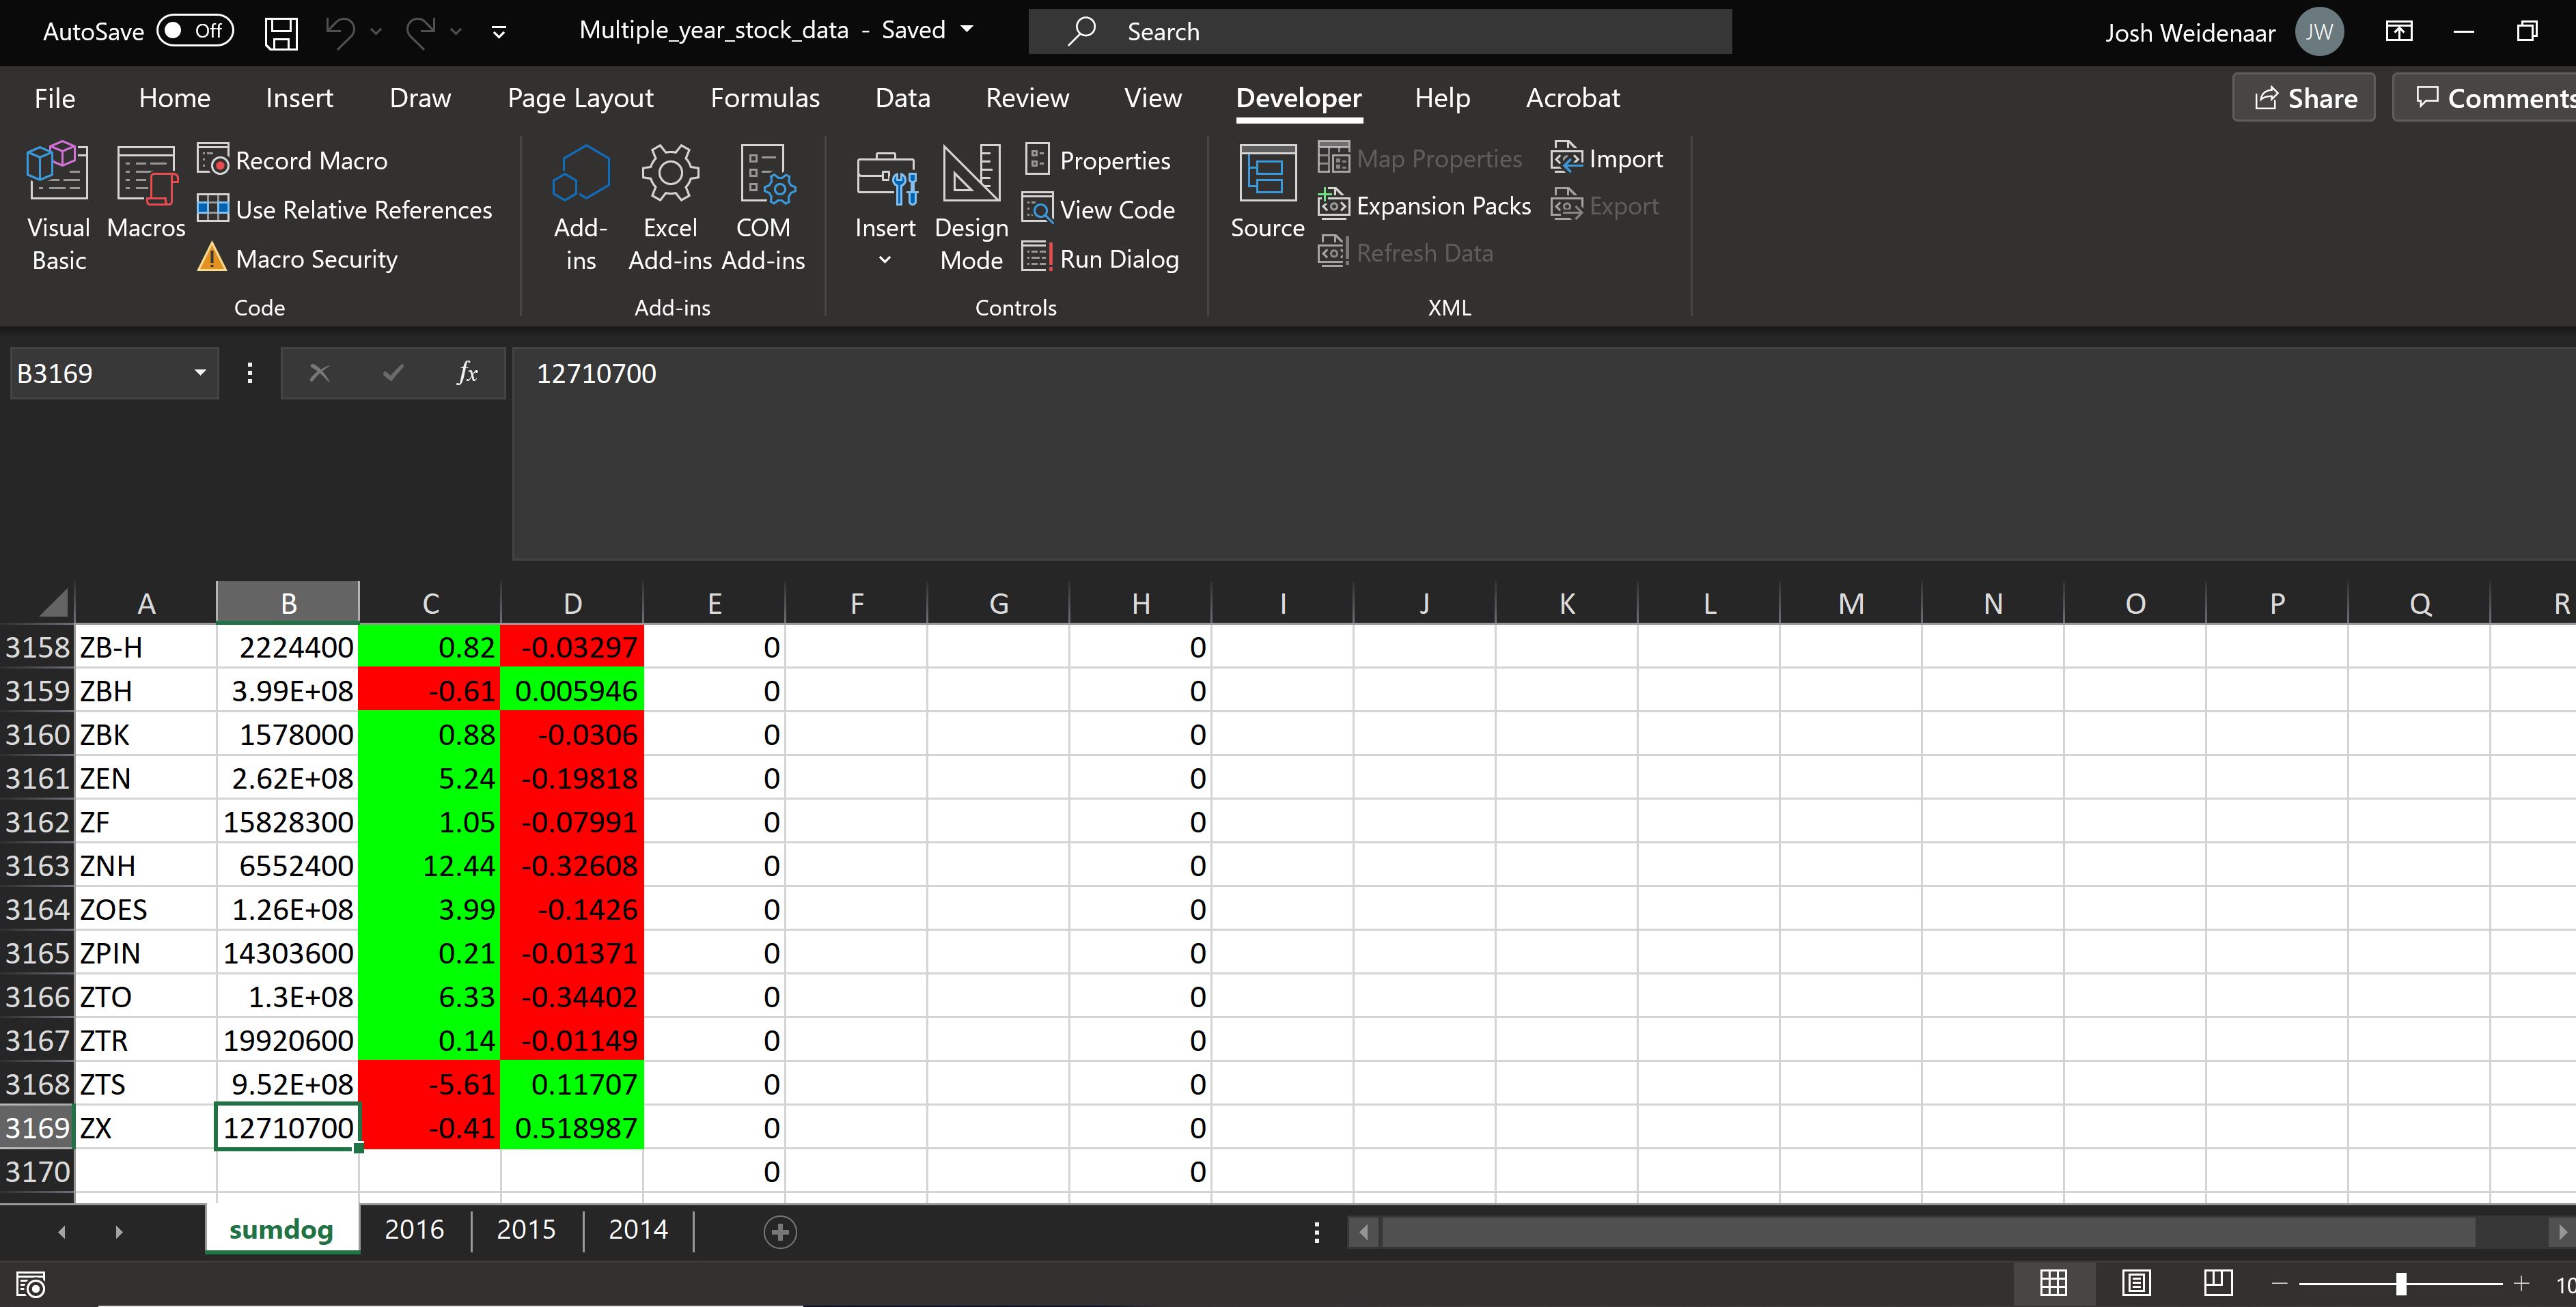 AutoSave Off Multiple_year_stock_data - Saved Search Josh Weidenaar JW
File Home Insert Draw Page Layout Formulas Data Review View Developer Help Acrobat Share Comments
Visual Basic
Macros
Record Macro
Use Relative References
Macro Security
Code
Add-ins
Excel Add-ins
COM Add-ins
Add-ins
Insert
Design Mode
Properties
View Code
Run Dialog
Controls
Source
Map Properties
Expansion Packs
Refresh Data
Import
Export
XML
B3169 fx 12710700
A B C D E F G H I J K L M N O P Q R
3158 ZB-H 2224400 0.82 -0.03297 0 0
3159 ZBH 3.99E+08 -0.61 0.005946 0 0
3160 ZBK 1578000 0.88 -0.0306 0 0
3161 ZEN 2.62E+08 5.24 -0.19818 0 0
3162 ZF 15828300 1.05 -0.07991 0 0
3163 ZNH 6552400 12.44 -0.32608 0 0
3164 ZOES 1.26E+08 3.99 -0.1426 0 0
3165 ZPIN 14303600 0.21 -0.01371 0 0
3166 ZTO 1.3E+08 6.33 -0.34402 0 0
3167 ZTR 19920600 0.14 -0.01149 0 0
3168 ZTS 9.52E+08 -5.61 0.11707 0 0
3169 ZX 12710700 -0.41 0.518987 0 0
3170 0 0
sumdog 2016 2015 2014
10